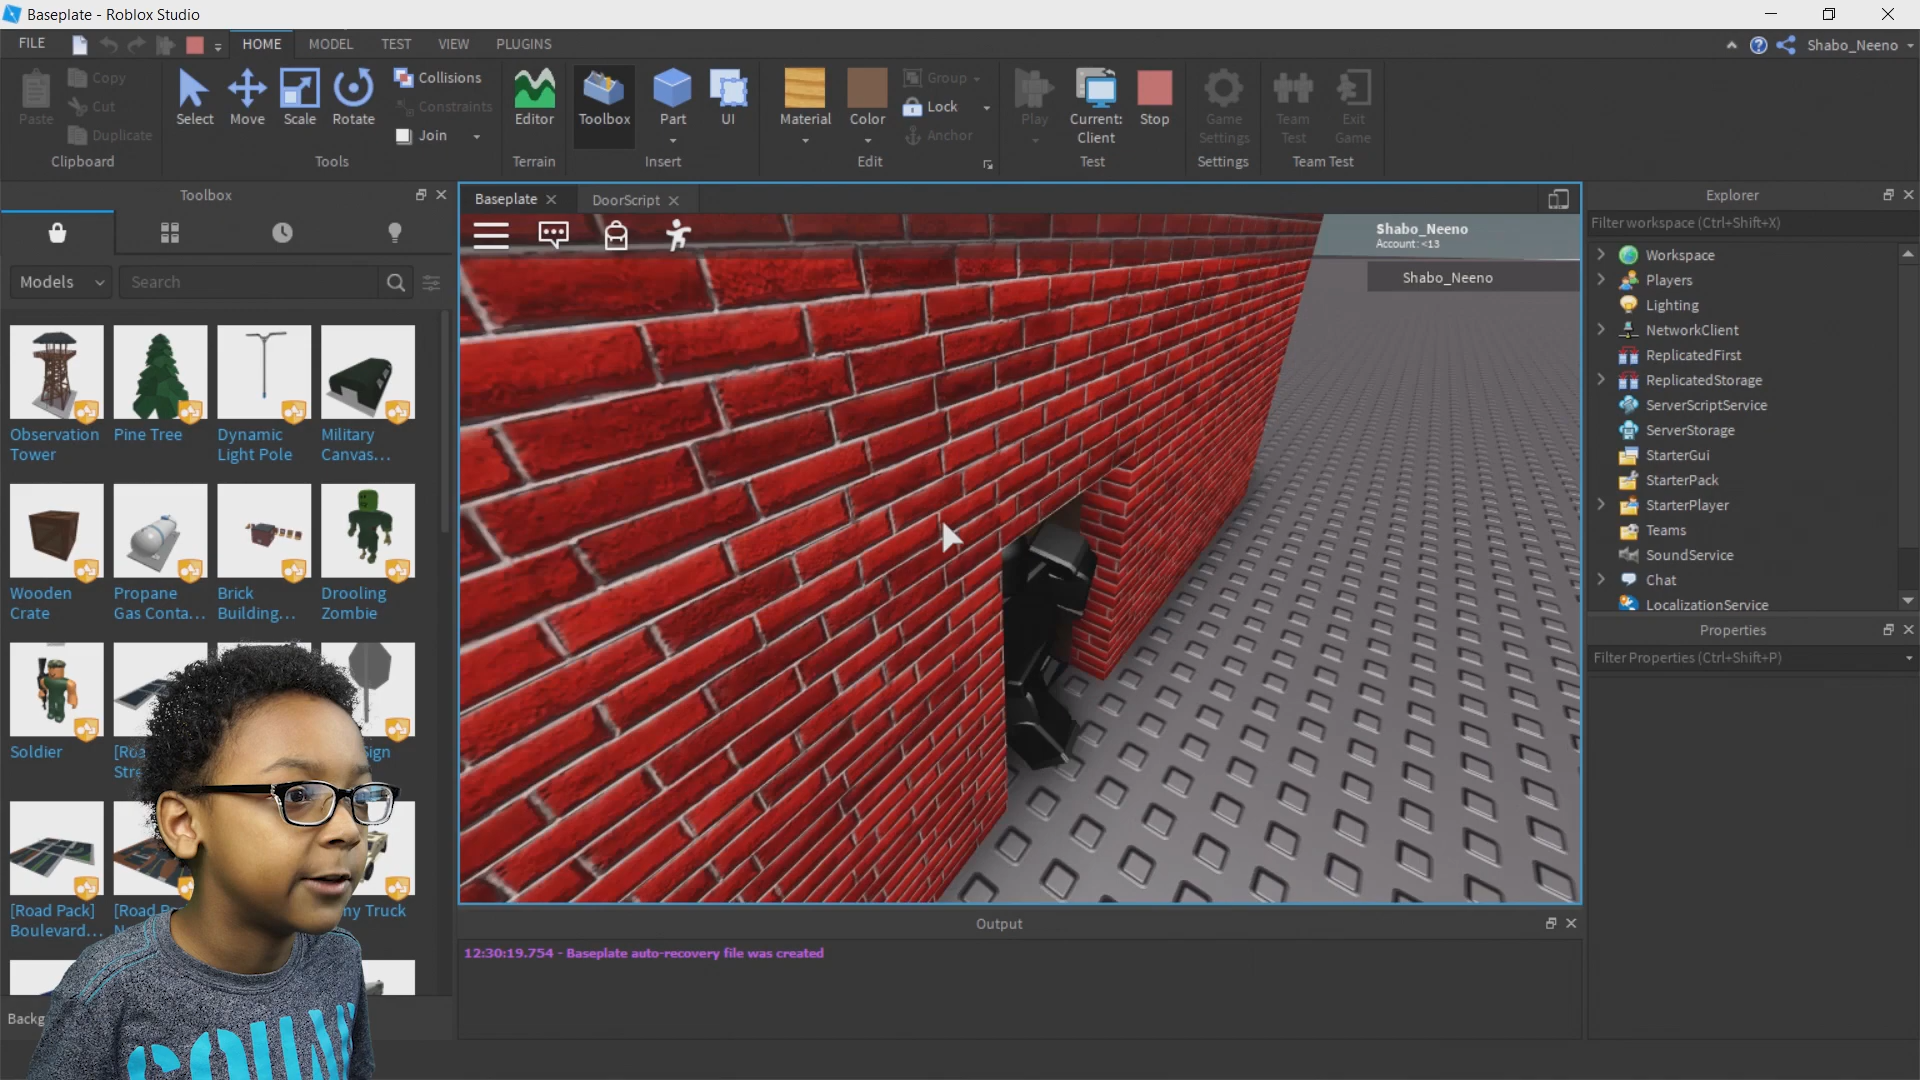 Baseplate - Roblox Studio
FILE
HOME
MODEL
TEST
VIEW
PLUGINS
Shabo_Neeno
Paste
Copy
Cut
Duplicate
Clipboard
Select
Move
Scale
Rotate
Collisions
Constraints
Join
Tools
Editor
Terrain
Toolbox
Part
UI
Insert
Material
Color
Group
Lock
Anchor
Edit
Play
Current:
Client
Stop
Test
Game
Settings
Settings
Team
Test
Exit
Game
Team Test
Toolbox
Models
Search
Observation
Tower
Pine Tree
Dynamic
Light Pole
Military
Canvas...
Wooden
Crate
Propane
Gas Conta...
Brick
Building...
Drooling
Zombie
Soldier
[Road Pack]
Boulevard...
Baseplate
DoorScript
Shabo_Neeno
Account: <13
Shabo_Neeno
Output
12:30:19.754 - Baseplate auto-recovery file was created
Explorer
Filter workspace (Ctrl+Shift+X)
Workspace
Players
Lighting
NetworkClient
ReplicatedFirst
ReplicatedStorage
ServerScriptService
ServerStorage
StarterGui
StarterPack
StarterPlayer
Teams
SoundService
Chat
LocalizationService
Properties
Filter Properties (Ctrl+Shift+P)